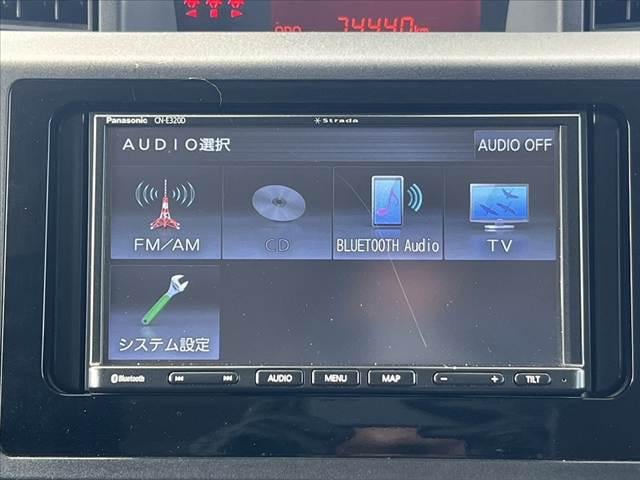 ODO 74440km
Panasonic CN-E320D Strada
AUDIO選択 AUDIO OFF
FM/AM CD BLUETOOTH Audio TV
システム設定
Bluetooth AUDIO MENU MAP − + TILT